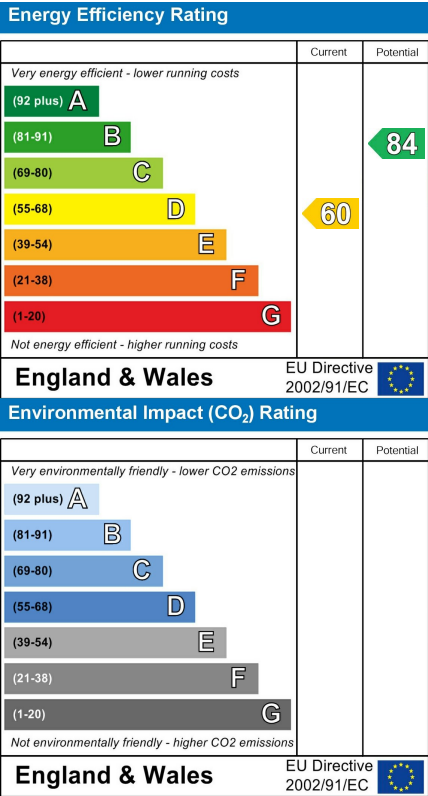 Energy Efficiency Rating
Current Potential
Very energy efficient - lower running costs
(92 plus) A
(81-91) B
84
(69-80) C
(55-68) D
60
(39-54) E
(21-38) F
(1-20) G
Not energy efficient - higher running costs
England & Wales
EU Directive
2002/91/EC
Environmental Impact (CO₂) Rating
Current Potential
Very environmentally friendly - lower CO2 emissions
(92 plus) A
(81-91) B
(69-80) C
(55-68) D
(39-54) E
(21-38) F
(1-20) G
Not environmentally friendly - higher CO2 emissions
England & Wales
EU Directive
2002/91/EC